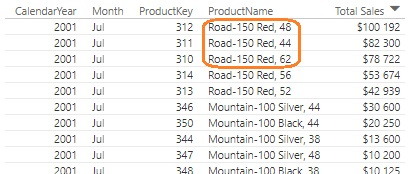 CalendarYear Month ProductKey ProductName Total Sales
2001 Jul 312 Road-150 Red, 48 $100 192
2001 Jul 311 Road-150 Red, 44 $82 300
2001 Jul 310 Road-150 Red, 62 $78 722
2001 Jul 314 Road-150 Red, 56 $53 674
2001 Jul 313 Road-150 Red, 52 $42 939
2001 Jul 346 Mountain-100 Silver, 44 $30 600
2001 Jul 350 Mountain-100 Black, 44 $20 250
2001 Jul 344 Mountain-100 Silver, 38 $13 600
2001 Jul 347 Mountain-100 Silver, 48 $10 200
2001 Jul 348 Mountain-100 Black, 38 $10 125